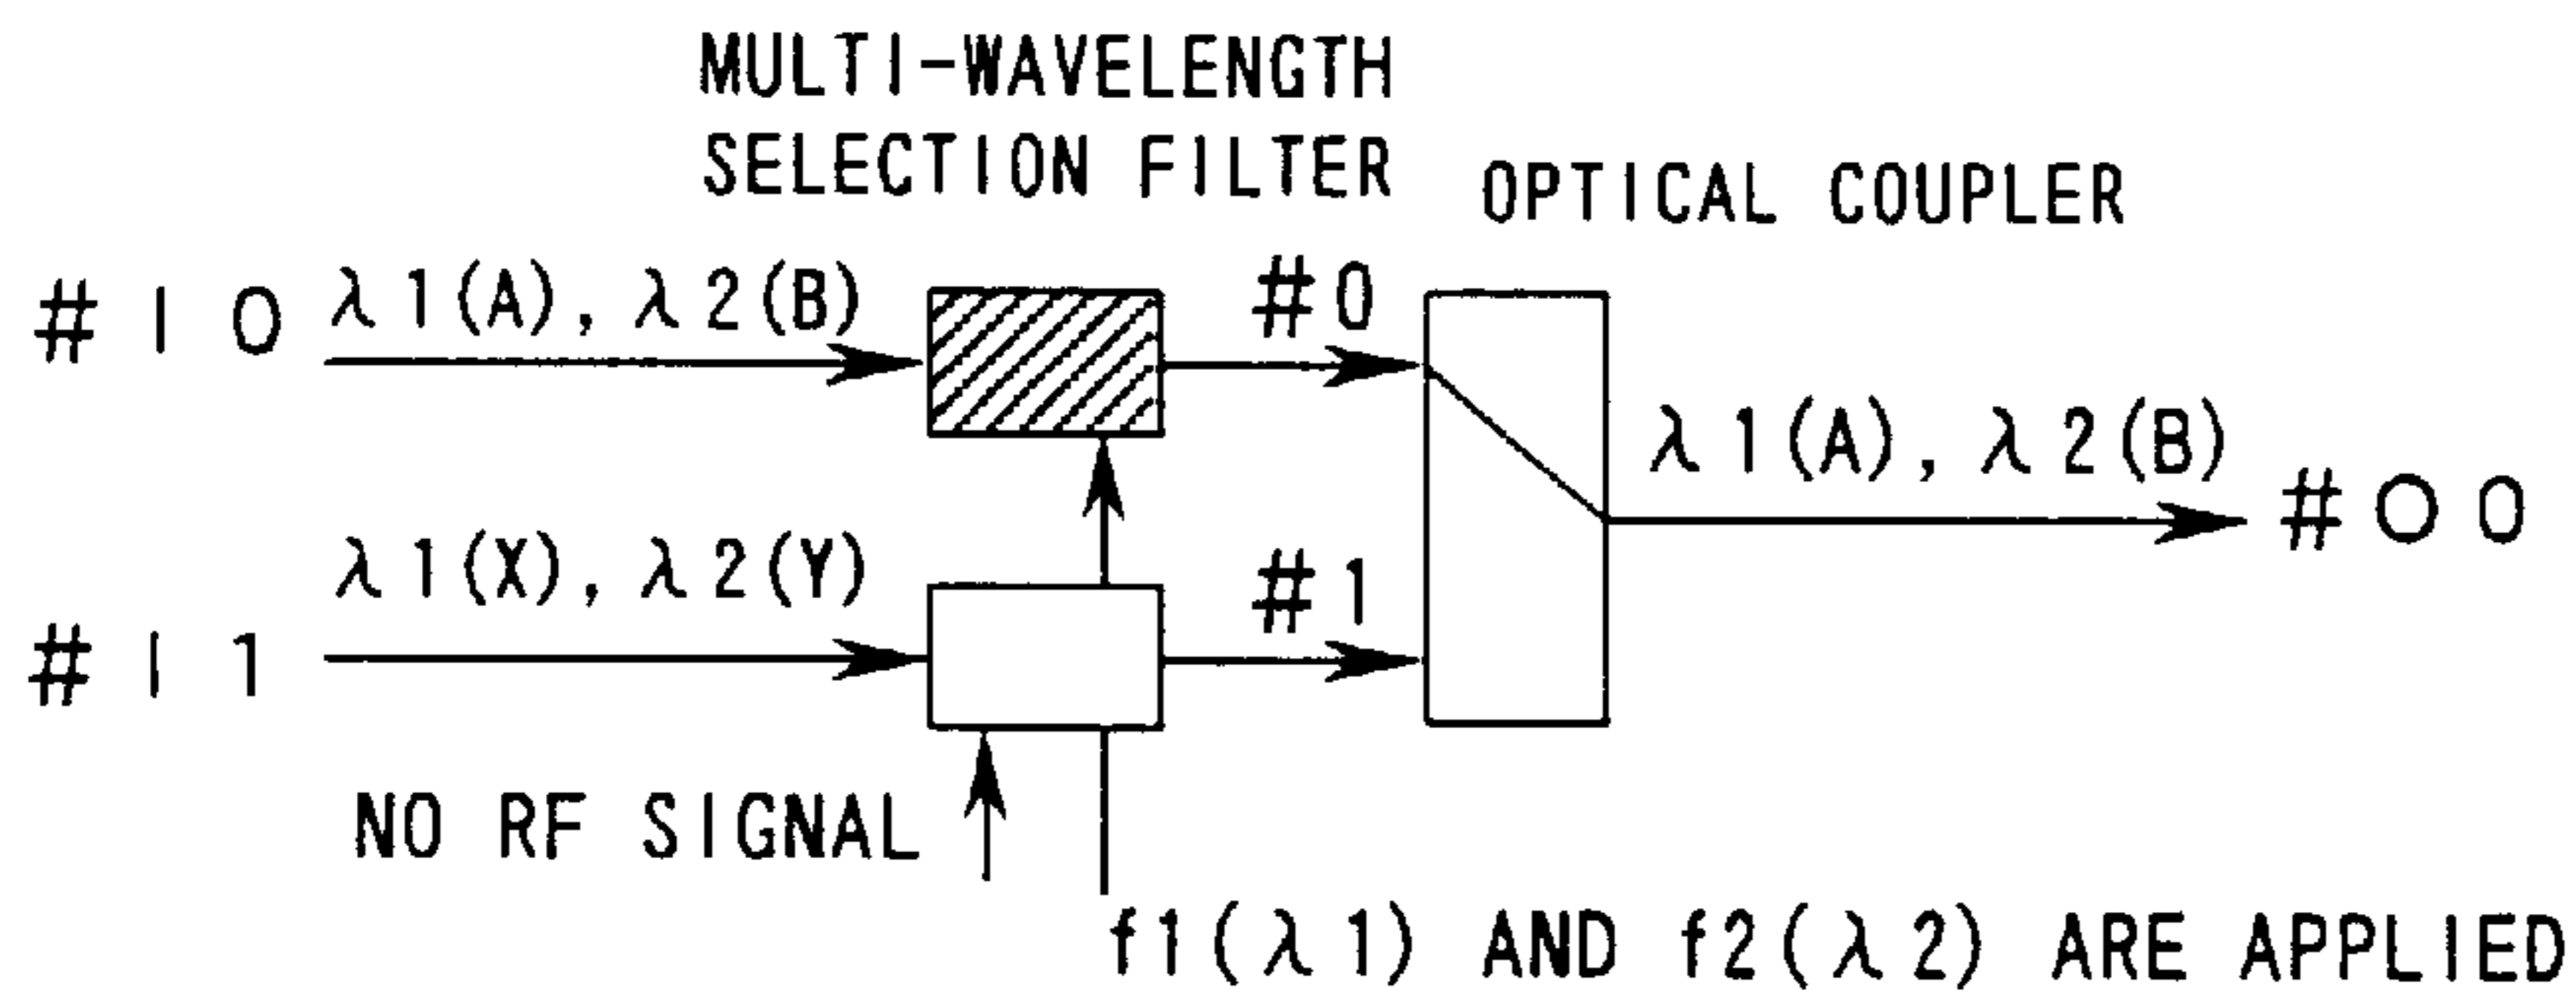 MULTI-WAVELENGTH
SELECTION FILTER
OPTICAL COUPLER
#I0
λ1(A), λ2(B)
#0
λ1(A), λ2(B)
#O0
#I1
λ1(X), λ2(Y)
#1
NO RF SIGNAL
f1(λ1) AND f2(λ2) ARE APPLIED